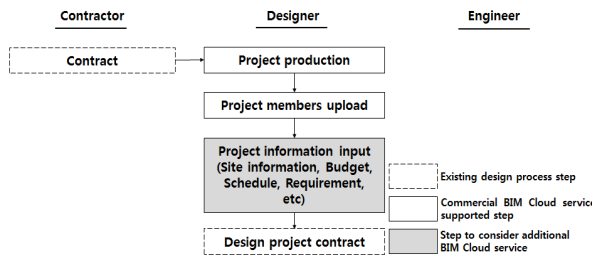 Contractor
Designer
Engineer
Contract
Project production
Project members upload
Project information input
(Site information, Budget,
Schedule, Requirement,
etc)
Design project contract
Existing design process step
Commercial BIM Cloud service
supported step
Step to consider additional
BIM Cloud service